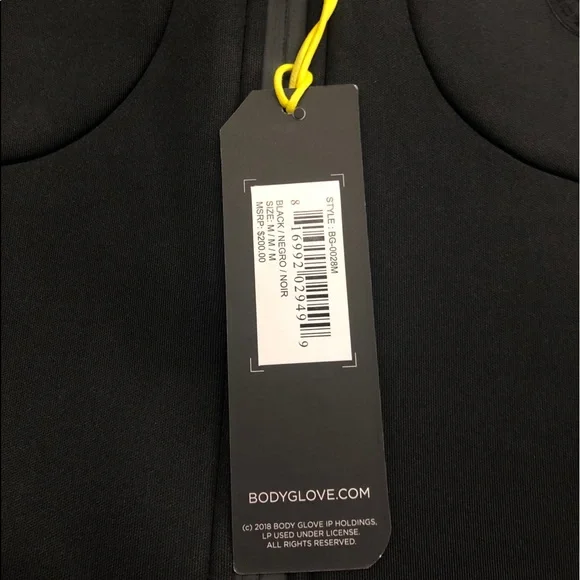 STYLE : BG-0028M
8 16992 02949 9
BLACK / NEGRO / NOIR
SIZE: M / M / M
MSRP: $200.00
BODYGLOVE.COM
(c) 2018 BODY GLOVE IP HOLDINGS,
LP USED UNDER LICENSE.
ALL RIGHTS RESERVED.